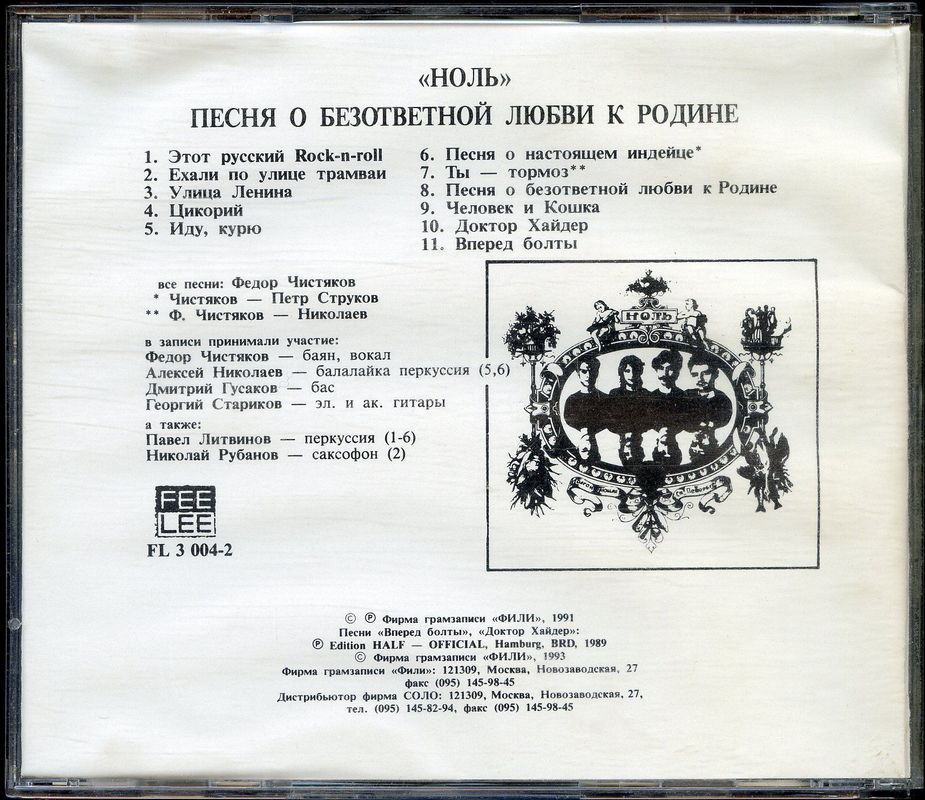 «НОЛЬ»
ПЕСНЯ О БЕЗОТВЕТНОЙ ЛЮБВИ К РОДИНЕ
1. Этот русский Rock-n-roll
2. Ехали по улице трамваи
3. Улица Ленина
4. Цикорий
5. Иду, курю
6. Песня о настоящем индейце*
7. Ты — тормоз**
8. Песня о безответной любви к Родине
9. Человек и Кошка
10. Доктор Хайдер
11. Вперед болты
все песни: Федор Чистяков
* Чистяков — Петр Струков
** Ф. Чистяков — Николаев
в записи принимали участие:
Федор Чистяков — баян, вокал
Алексей Николаев — балалайка перкуссия (5,6)
Дмитрий Гусаков — бас
Георгий Стариков — эл. и ак. гитары
а также:
Павел Литвинов — перкуссия (1-6)
Николай Рубанов — саксофон (2)
НОЛЬ
FEE
LEE
FL 3 004-2
© ℗ Фирма грамзаписи «ФИЛИ», 1991
Песни «Вперед болты», «Доктор Хайдер»:
℗ Edition HALF — OFFICIAL, Hamburg, BRD, 1989
© Фирма грамзаписи «ФИЛИ», 1993
Фирма грамзаписи «Фили»: 121309, Москва, Новозаводская, 27
факс (095) 145-98-45
Дистрибьютор фирма СОЛО: 121309, Москва, Новозаводская, 27,
тел. (095) 145-82-94, факс (095) 145-98-45